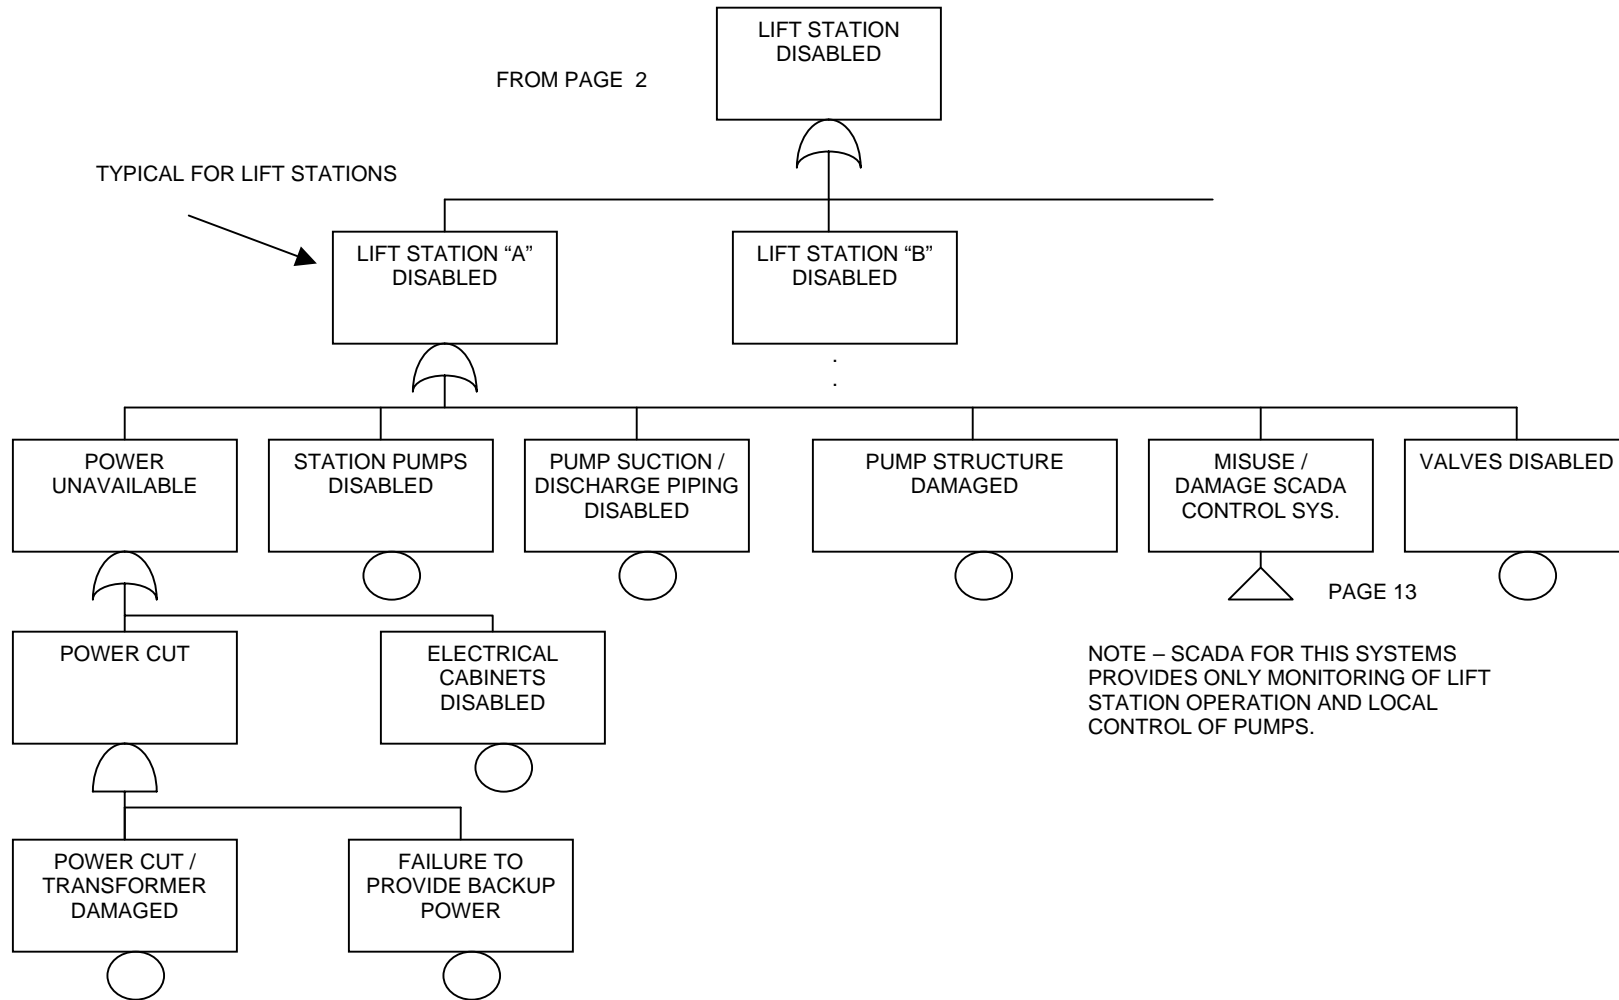 LIFT STATION
DISABLED
FROM PAGE 2
TYPICAL FOR LIFT STATIONS
LIFT STATION “A”
DISABLED
LIFT STATION “B”
DISABLED
.
.
POWER
UNAVAILABLE
STATION PUMPS
DISABLED
PUMP SUCTION /
DISCHARGE PIPING
DISABLED
PUMP STRUCTURE
DAMAGED
MISUSE /
DAMAGE SCADA
CONTROL SYS.
VALVES DISABLED
PAGE 13
POWER CUT
ELECTRICAL
CABINETS
DISABLED
NOTE – SCADA FOR THIS SYSTEMS
PROVIDES ONLY MONITORING OF LIFT
STATION OPERATION AND LOCAL
CONTROL OF PUMPS.
POWER CUT /
TRANSFORMER
DAMAGED
FAILURE TO
PROVIDE BACKUP
POWER